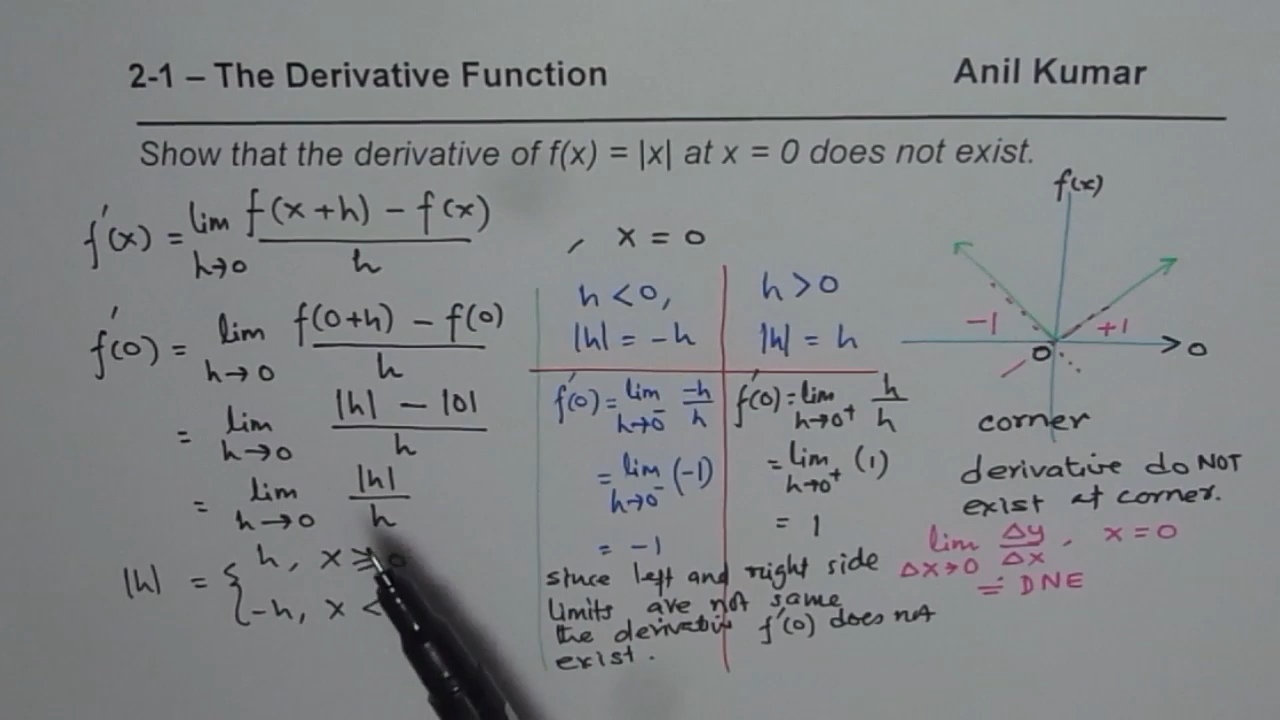 2-1 – The Derivative Function
Anil Kumar
Show that the derivative of f(x) = |x| at x = 0 does not exist.
f'(x) = lim h→0 f(x+h) - f(x) / h , x = 0
f'(0) = lim h→0 f(0+h) - f(0) / h
= lim h→0 |h| - |0| / h
= lim h→0 |h| / h
|h| = { h, x ≥ 0
{ -h, x <
h < 0,
|h| = -h
f'(0) = lim h→0⁻ -h / h
= lim h→0⁻ (-1)
= -1
h > 0
|h| = h
f'(0) = lim h→0⁺ h / h
= lim h→0⁺ (1)
= 1
since left and right side
limits are not same
the derivative f'(0) does not
exist.
f(x)
-1
+1
0
0
corner
derivative do NOT
exist at corner.
lim Δx→0 Δy / Δx , x = 0
= DNE